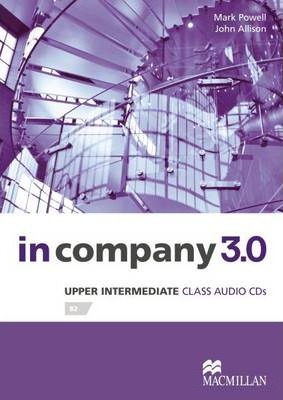 Mark Powell
John Allison
in company 3.0
UPPER INTERMEDIATE CLASS AUDIO CDs
B2
MACMILLAN